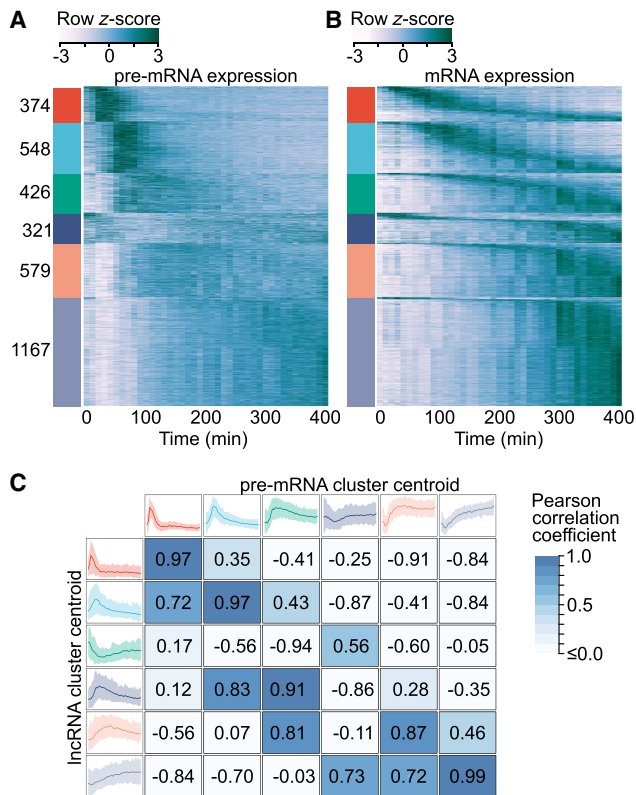 A
Row z-score
-3 0 3
pre-mRNA expression
374
548
426
321
579
1167
0 100 200 300 400
Time (min)
B
Row z-score
-3 0 3
mRNA expression
0 100 200 300 400
Time (min)
C
pre-mRNA cluster centroid
lncRNA cluster centroid
0.97 0.35 -0.41 -0.25 -0.91 -0.84
0.72 0.97 0.43 -0.87 -0.41 -0.84
0.17 -0.56 -0.94 0.56 -0.60 -0.05
0.12 0.83 0.91 -0.86 0.28 -0.35
-0.56 0.07 0.81 -0.11 0.87 0.46
-0.84 -0.70 -0.03 0.73 0.72 0.99
Pearson
correlation
coefficient
1.0
0.5
≤0.0